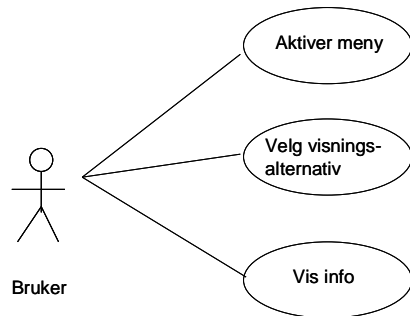 Aktiver meny
Velg visnings-
alternativ
Vis info
Bruker